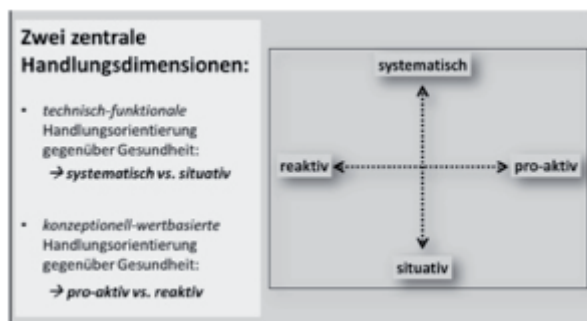 Zwei zentrale
Handlungsdimensionen:
• technisch-funktionale
Handlungsorientierung
gegenüber Gesundheit:
→ systematisch vs. situativ
• konzeptionell-wertbasierte
Handlungsorientierung
gegenüber Gesundheit:
→ pro-aktiv vs. reaktiv
systematisch
reaktiv
pro-aktiv
situativ